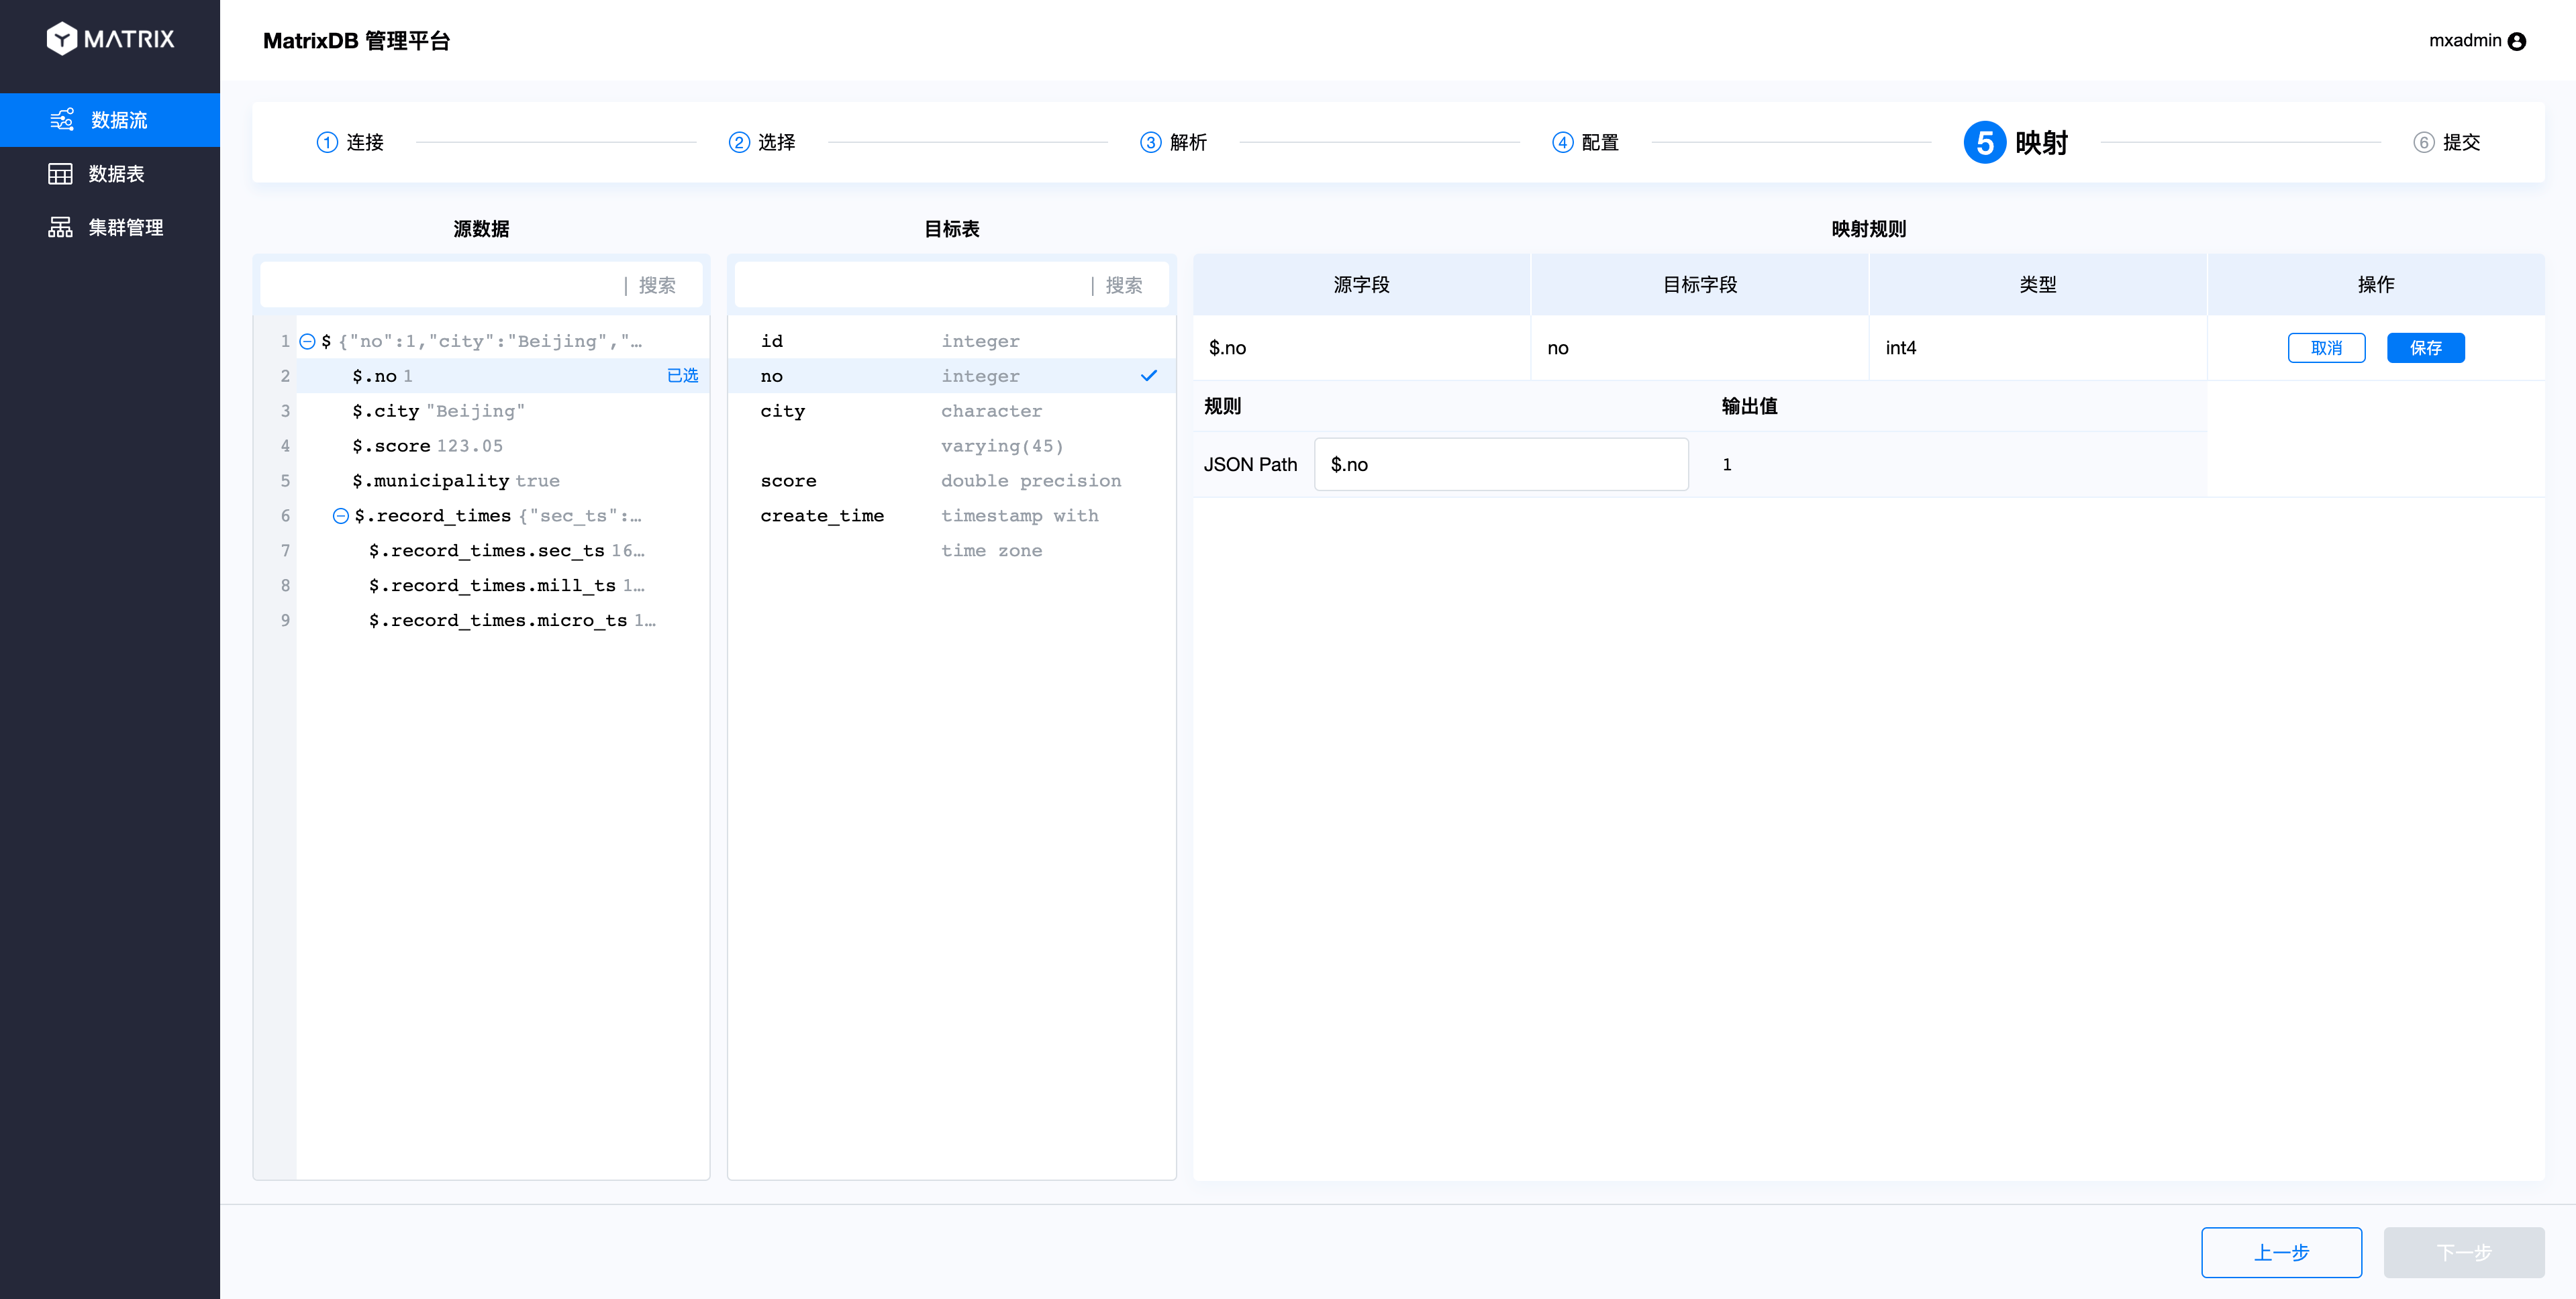 MATRIX
MatrixDB 管理平台
mxadmin
数据流
数据表
集群管理
1 连接
2 选择
3 解析
4 配置
5 映射
6 提交
源数据
| 搜索
1 $ {"no":1,"city":"Beijing","…
2 $.no 1 已选
3 $.city "Beijing"
4 $.score 123.05
5 $.municipality true
6 $.record_times {"sec_ts":…
7 $.record_times.sec_ts 16…
8 $.record_times.mill_ts 1…
9 $.record_times.micro_ts 1…
目标表
| 搜索
id integer
no integer
city character
varying(45)
score double precision
create_time timestamp with
time zone
映射规则
源字段 目标字段 类型 操作
$.no no int4 取消 保存
规则 输出值
JSON Path $.no 1
上一步 下一步